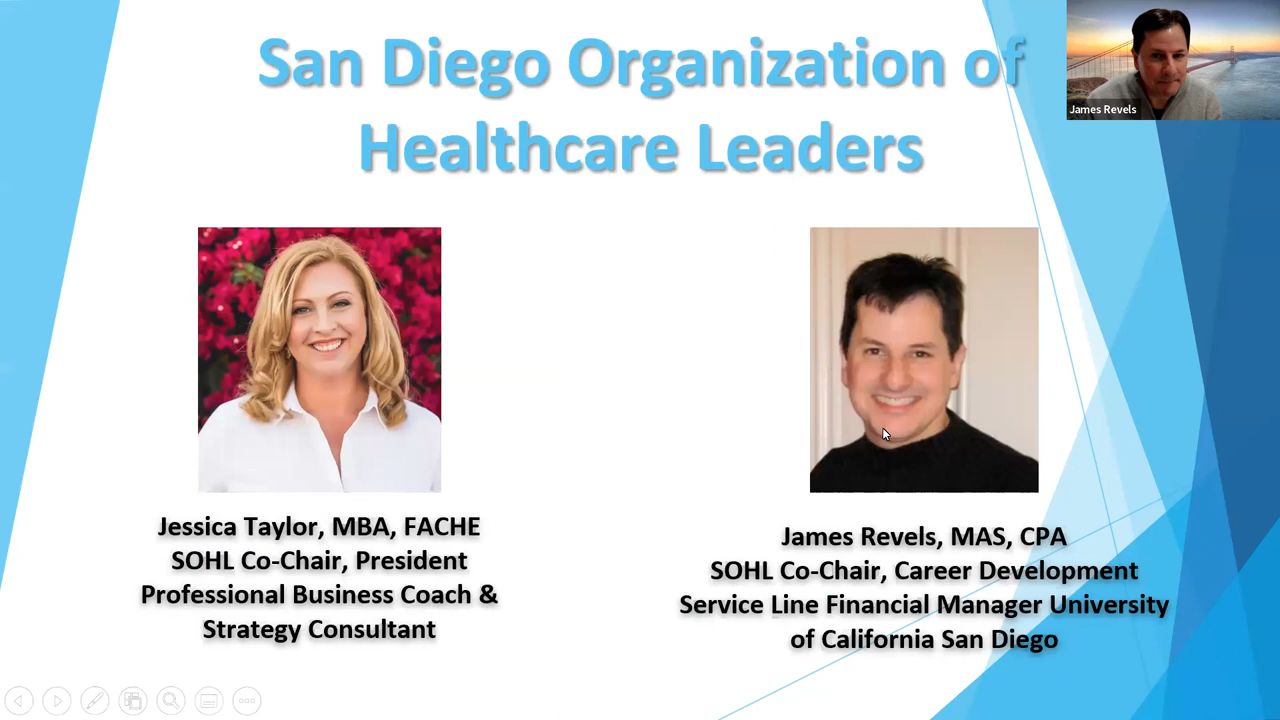 San Diego Organization of
Healthcare Leaders
James Revels
Jessica Taylor, MBA, FACHE
SOHL Co-Chair, President
Professional Business Coach &
Strategy Consultant
James Revels, MAS, CPA
SOHL Co-Chair, Career Development
Service Line Financial Manager University
of California San Diego